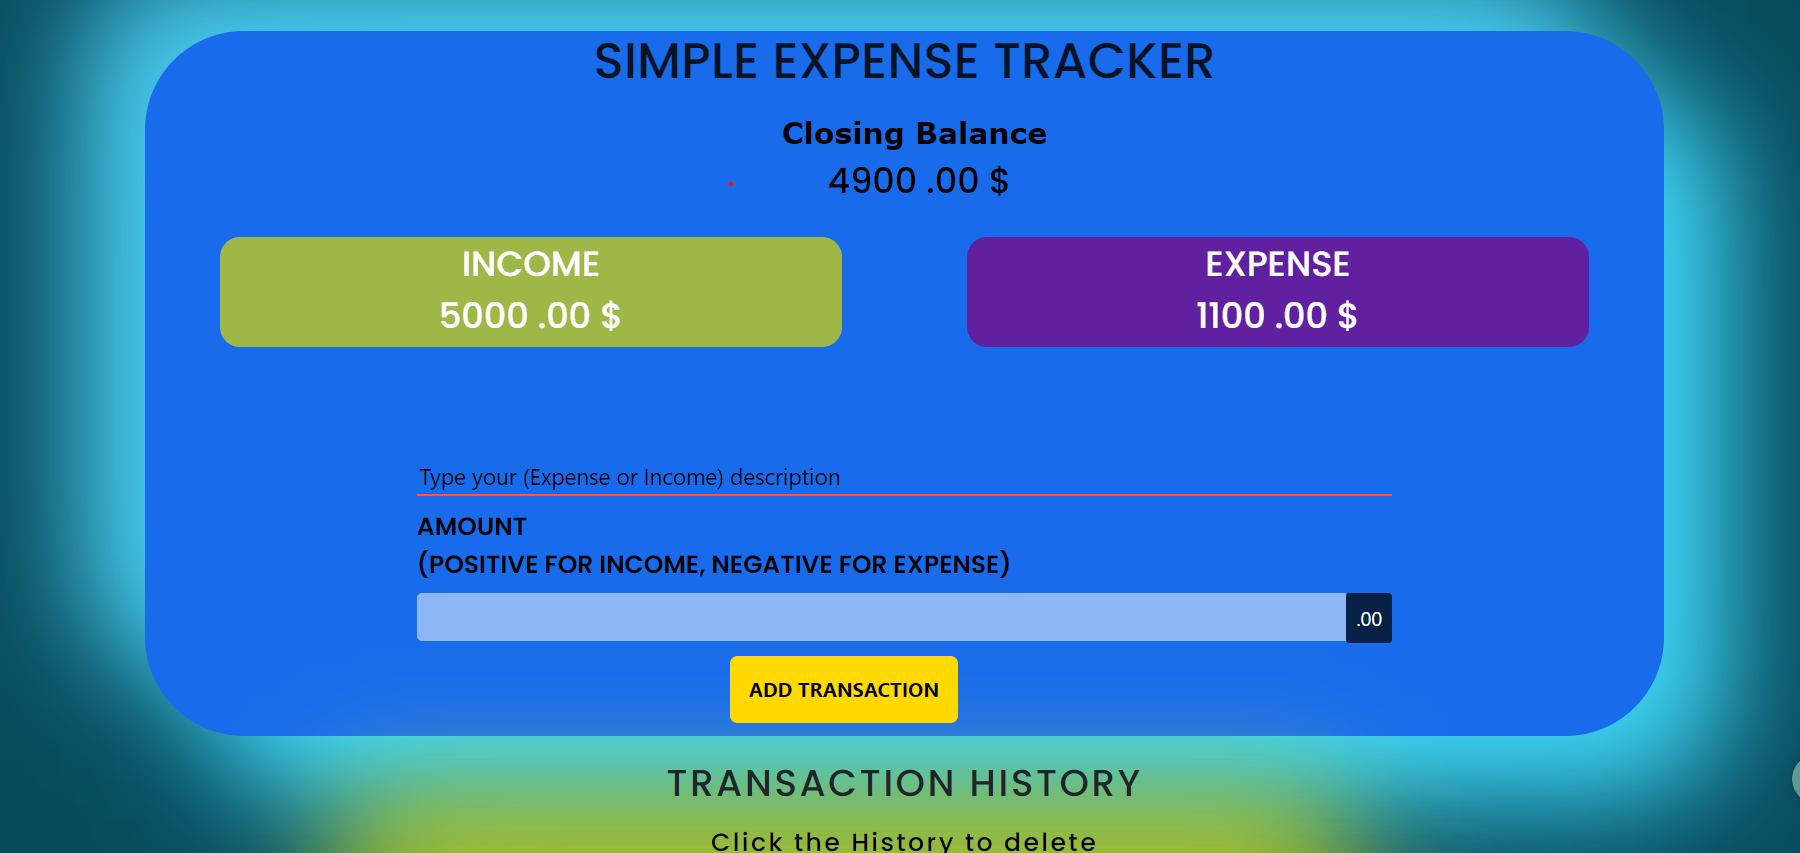 SIMPLE EXPENSE TRACKER
Closing Balance
4900 .00 $
INCOME
5000 .00 $
EXPENSE
1100 .00 $
Type your (Expense or Income) description
AMOUNT
(POSITIVE FOR INCOME, NEGATIVE FOR EXPENSE)
.00
ADD TRANSACTION
TRANSACTION HISTORY
Click the History to delete